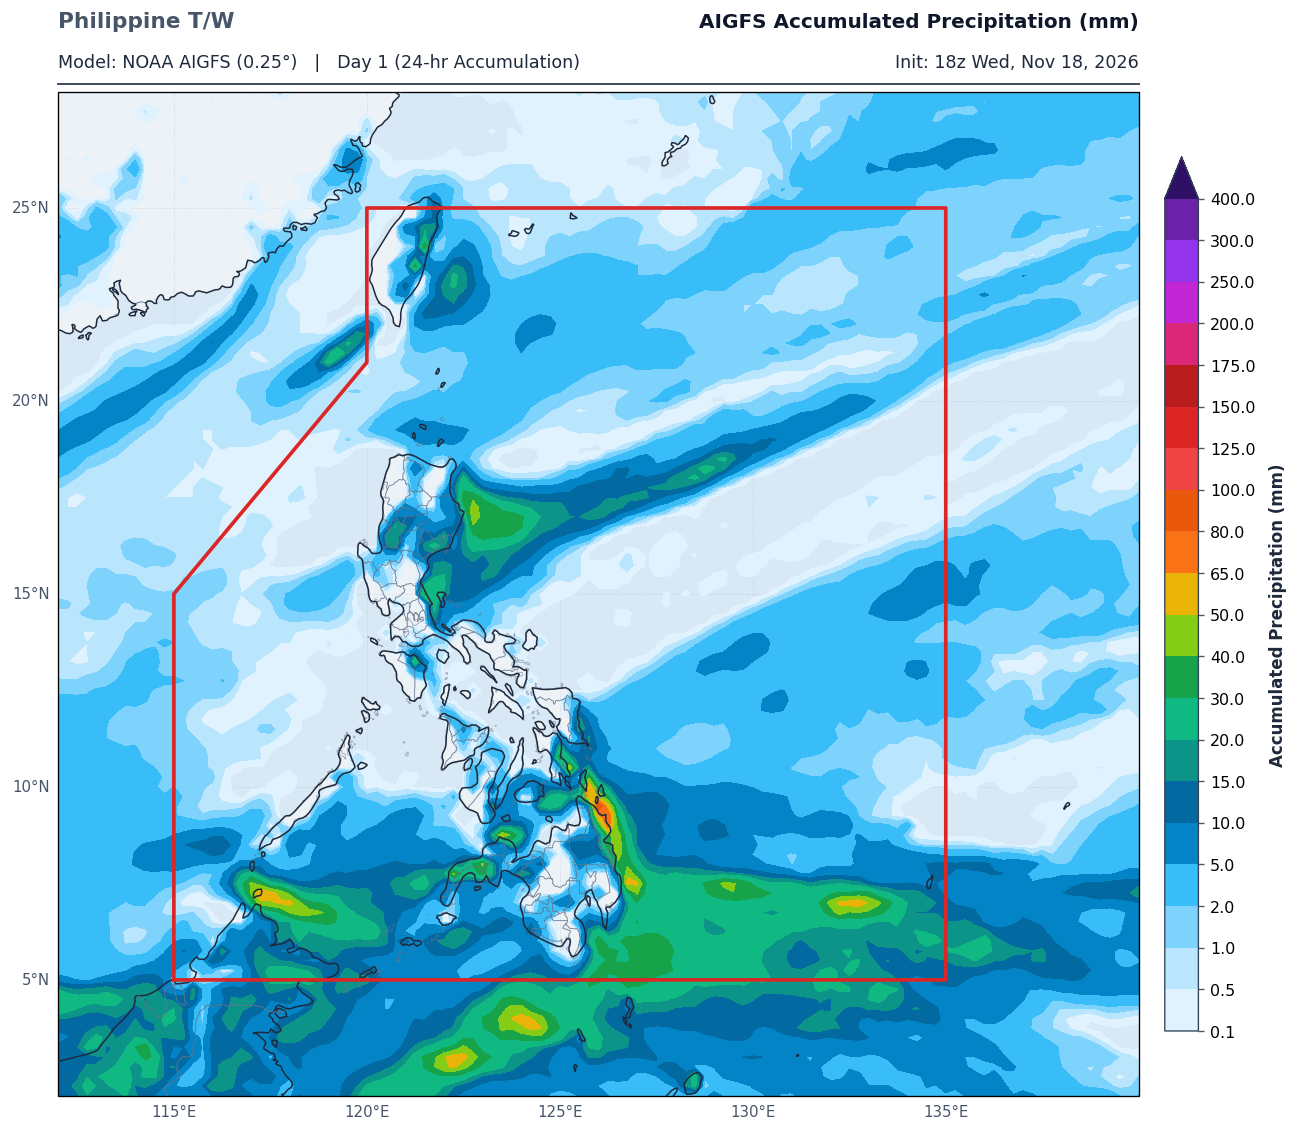 Philippine T/W
AIGFS Accumulated Precipitation (mm)
Model: NOAA AIGFS (0.25°) | Day 1 (24-hr Accumulation)
Init: 18z Wed, Nov 18, 2026
25°N
20°N
15°N
10°N
5°N
115°E
120°E
125°E
130°E
135°E
400.0
300.0
250.0
200.0
175.0
150.0
125.0
100.0
80.0
65.0
50.0
40.0
30.0
20.0
15.0
10.0
5.0
2.0
1.0
0.5
0.1
Accumulated Precipitation (mm)